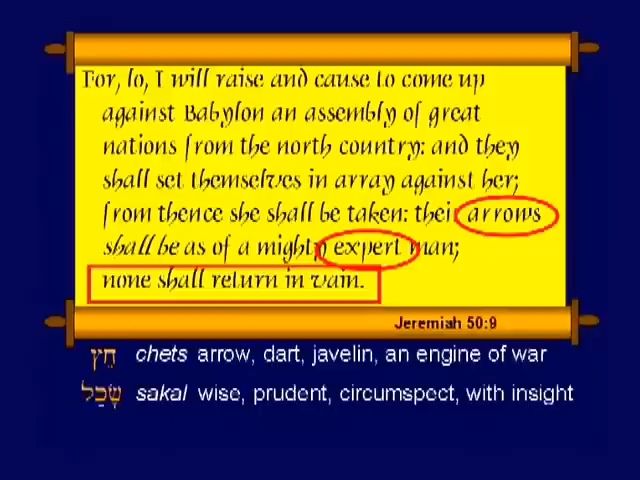 For, lo, I will raise and cause to come up
against Babylon an assembly of great
nations from the north country: and they
shall set themselves in array against her;
from thence she shall be taken: their arrows
shall be as of a mighty expert man;
none shall return in vain.
Jeremiah 50:9
חֵץ chets arrow, dart, javelin, an engine of war
שָׂכַל sakal wise, prudent, circumspect, with insight